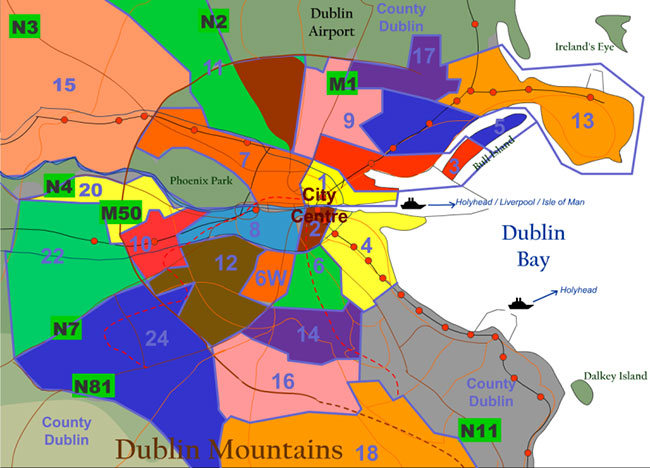 N3
N2
Dublin
Airport
County
Dublin
Ireland's Eye
17
11
15
M1
9
5
13
7
3
Bull Island
Phoenix Park
N4
20
1
City
Centre
Holyhead / Liverpool / Isle of Man
M50
10
8
2
4
Dublin
Bay
22
12
6W
6
Holyhead
N7
24
14
16
N81
County
Dublin
Dalkey Island
County
Dublin
N11
Dublin Mountains
18